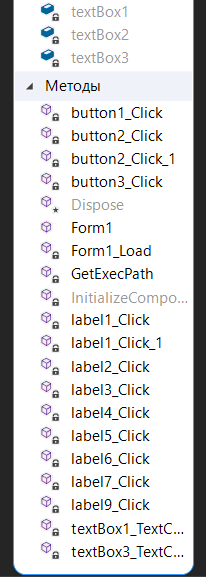 textBox1
textBox2
textBox3
Методы
button1_Click
button2_Click
button2_Click_1
button3_Click
Dispose
Form1
Form1_Load
GetExecPath
InitializeCompo...
label1_Click
label1_Click_1
label2_Click
label3_Click
label4_Click
label5_Click
label6_Click
label7_Click
label9_Click
textBox1_TextC...
textBox3_TextC...